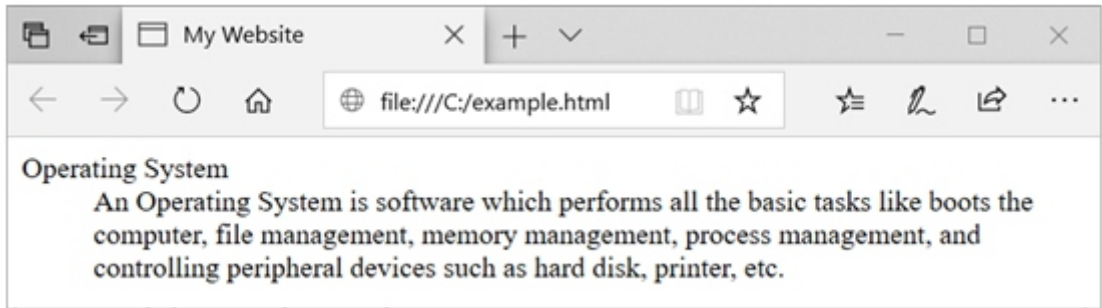 My Website
file:///C:/example.html
Operating System
An Operating System is software which performs all the basic tasks like boots the
computer, file management, memory management, process management, and
controlling peripheral devices such as hard disk, printer, etc.